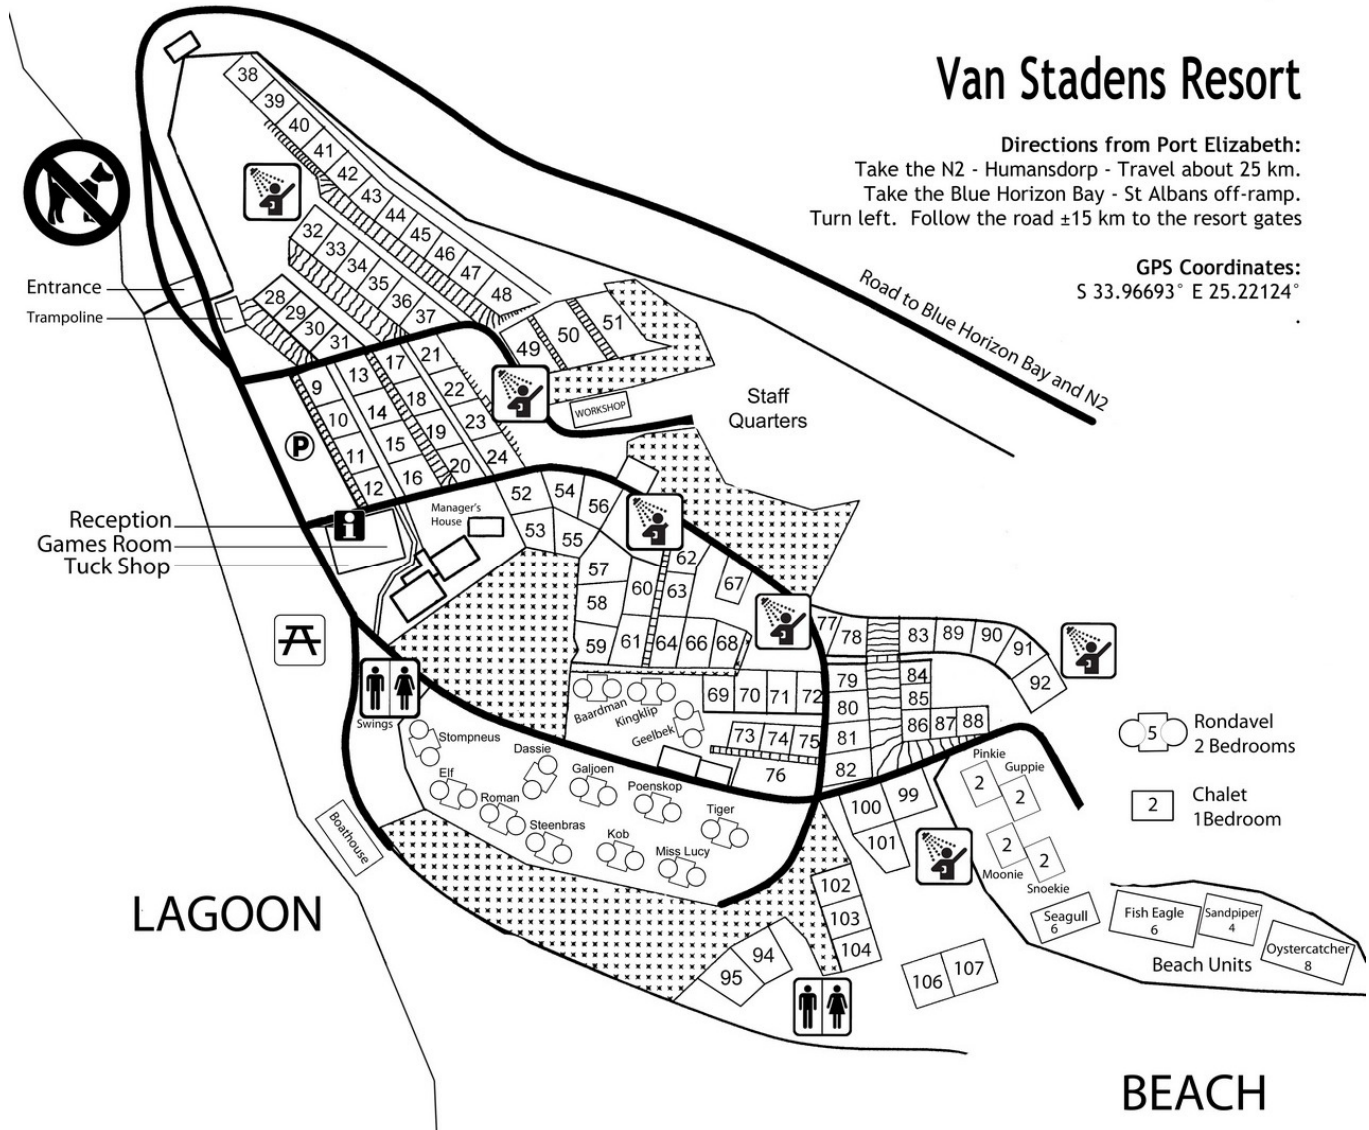 Van Stadens Resort
Directions from Port Elizabeth:
Take the N2 - Humansdorp - Travel about 25 km.
Take the Blue Horizon Bay - St Albans off-ramp.
Turn left. Follow the road ±15 km to the resort gates
GPS Coordinates:
S 33.96693° E 25.22124°
.
Road to Blue Horizon Bay and N2
38
39
40
41
42
43
44
45
46
47
48
32
33
34
35
36
37
28
29
30
31
49
50
51
Entrance
Trampoline
9
10
11
12
13
14
15
16
17
18
19
20
21
22
23
24
P
WORKSHOP
Staff
Quarters
Reception
Games Room
Tuck Shop
i
Manager's
House
52
53
54
55
56
57
58
59
60
61
62
63
64
66
67
68
69
70
71
72
73
74
75
76
77
78
79
80
81
82
83
89
90
91
92
84
85
86
87
88
Baardman
Kingklip
Geelbek
Swings
Stompneus
Dassie
Elf
Galjoen
Roman
Poenskop
Steenbras
Kob
Tiger
Miss Lucy
Boathouse
100
99
101
102
103
104
94
95
106
107
Pinkie
2
Guppie
2
2
Moonie
2
Snoekie
5
Rondavel
2 Bedrooms
2
Chalet
1Bedroom
Seagull
6
Fish Eagle
6
Sandpiper
4
Oystercatcher
8
Beach Units
LAGOON
BEACH